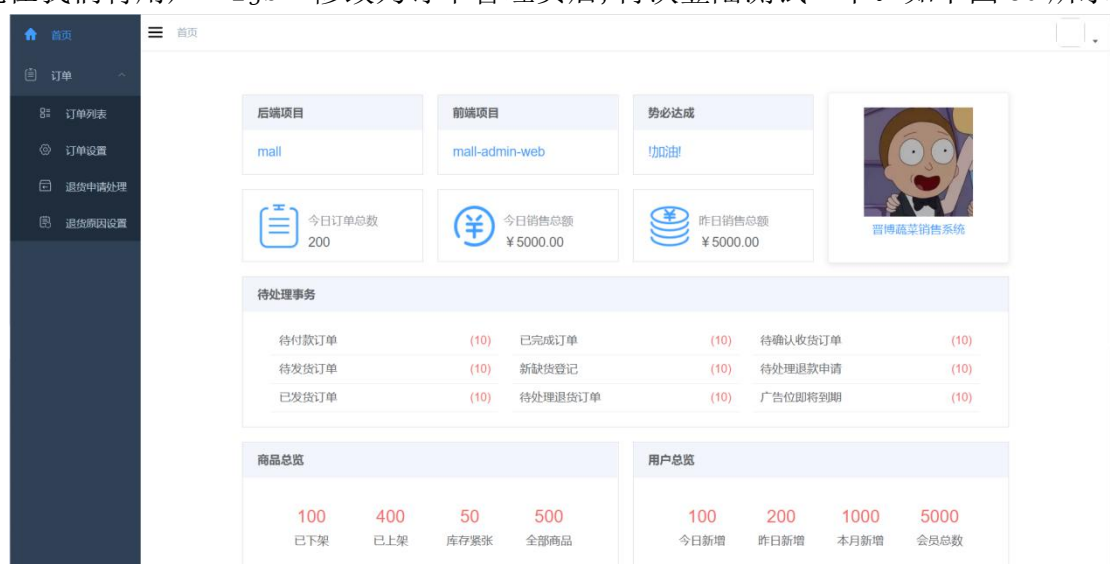 首页
首页
订单
订单列表
订单设置
退货申请处理
退货原因设置
后端项目
前端项目
势必达成
mall
mall-admin-web
!加油!
今日订单总数
200
今日销售总额
¥5000.00
昨日销售总额
¥5000.00
晋博蔬菜销售系统
待处理事务
待付款订单 (10) 已完成订单 (10) 待确认收货订单 (10)
待发货订单 (10) 新缺货登记 (10) 待处理退款申请 (10)
已发货订单 (10) 待处理退货订单 (10) 广告位即将到期 (10)
商品总览
100 400 50 500
已下架 已上架 库存紧张 全部商品
用户总览
100 200 1000 5000
今日新增 昨日新增 本月新增 会员总数